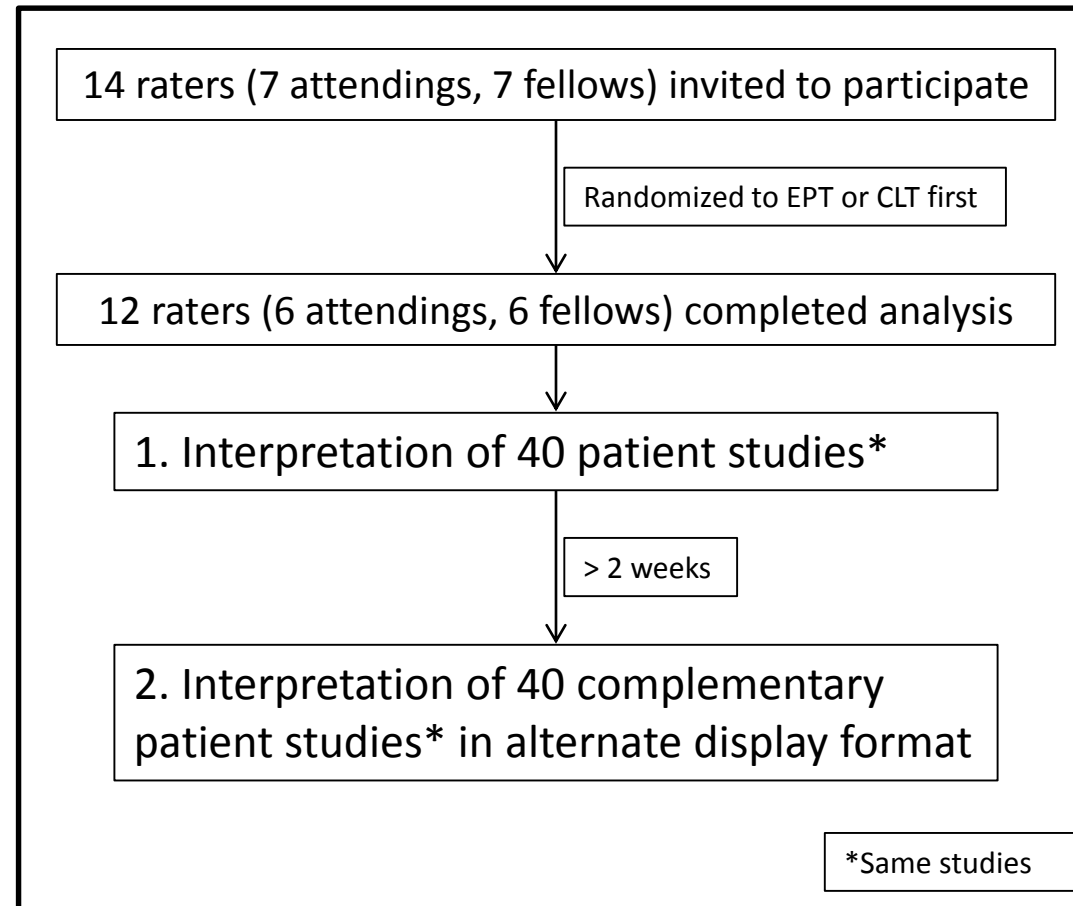 14 raters (7 attendings, 7 fellows) invited to participate
Randomized to EPT or CLT first
12 raters (6 attendings, 6 fellows) completed analysis
1. Interpretation of 40 patient studies*
> 2 weeks
2. Interpretation of 40 complementary
patient studies* in alternate display format
*Same studies